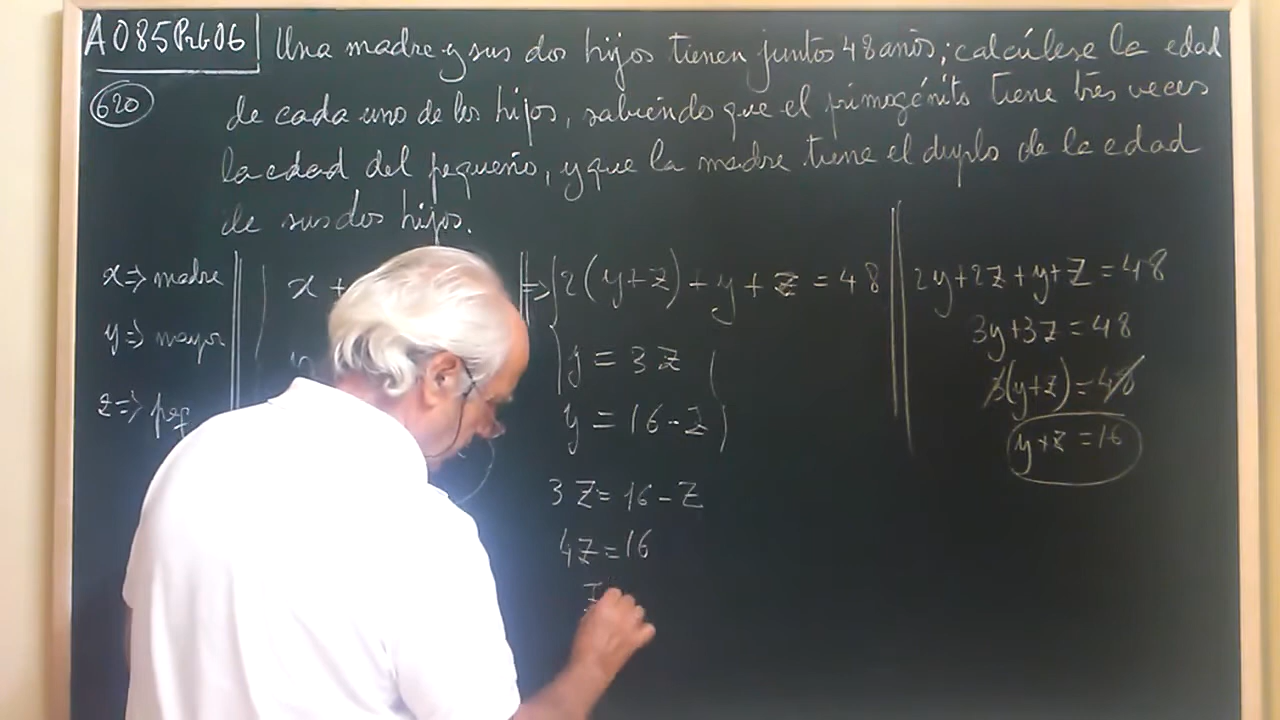 A085Prb06
Una madre y sus dos hijos tienen juntos 48 años; calcúlese la edad
620
de cada uno de los hijos, sabiendo que el primogénito tiene tres veces
la edad del pequeño, y que la madre tiene el duplo de la edad
de sus dos hijos.
x => madre
y => mayor
z => peq
x +
=> 2(y+z) + y + z = 48
y = 3z
y = 16 - z
3z = 16 - z
4z = 16
z
2y + 2z + y + z = 48
3y + 3z = 48
3(y+z) = 48
y + z = 16